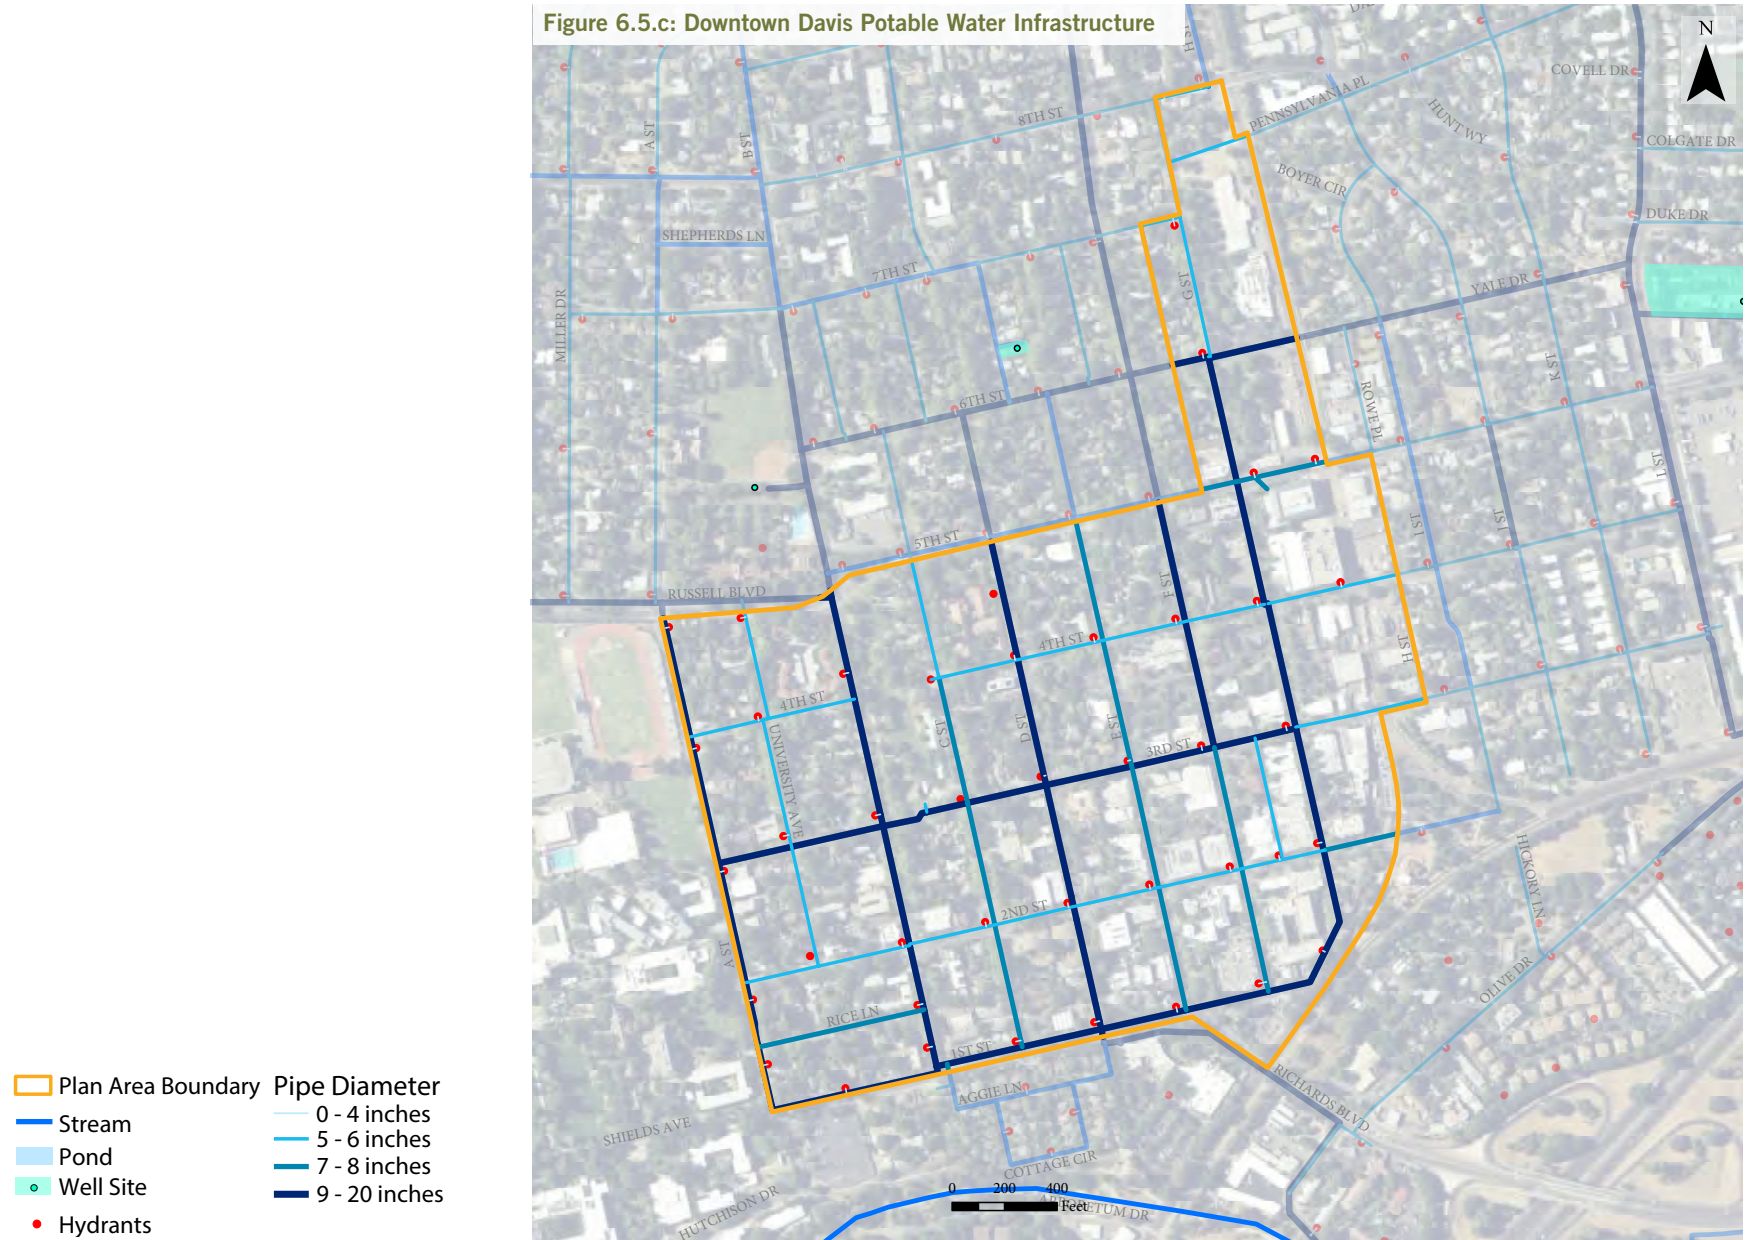 Figure 6.5.c: Downtown Davis Potable Water Infrastructure
N
H ST
COVELL DR
PENNSYLVANIA PL
HUNT WY
8TH ST
A ST
B ST
COLGATE DR
BOYER CIR
DUKE DR
SHEPHERDS LN
7TH ST
G ST
YALE DR
MILLER DR
K ST
6TH ST
ROWE PL
L ST
5TH ST
I ST
J ST
RUSSELL BLVD
F ST
4TH ST
H ST
4TH ST
UNIVERSITY AVE
C ST
D ST
E ST
3RD ST
HICKORY LN
2ND ST
A ST
OLIVE DR
RICE LN
1ST ST
AGGIE LN
RICHARDS BLVD
SHIELDS AVE
COTTAGE CIR
HUTCHISON DR
ARBORETUM DR
0 200 400
Feet
Plan Area Boundary
Stream
Pond
Well Site
Hydrants
Pipe Diameter
0 - 4 inches
5 - 6 inches
7 - 8 inches
9 - 20 inches